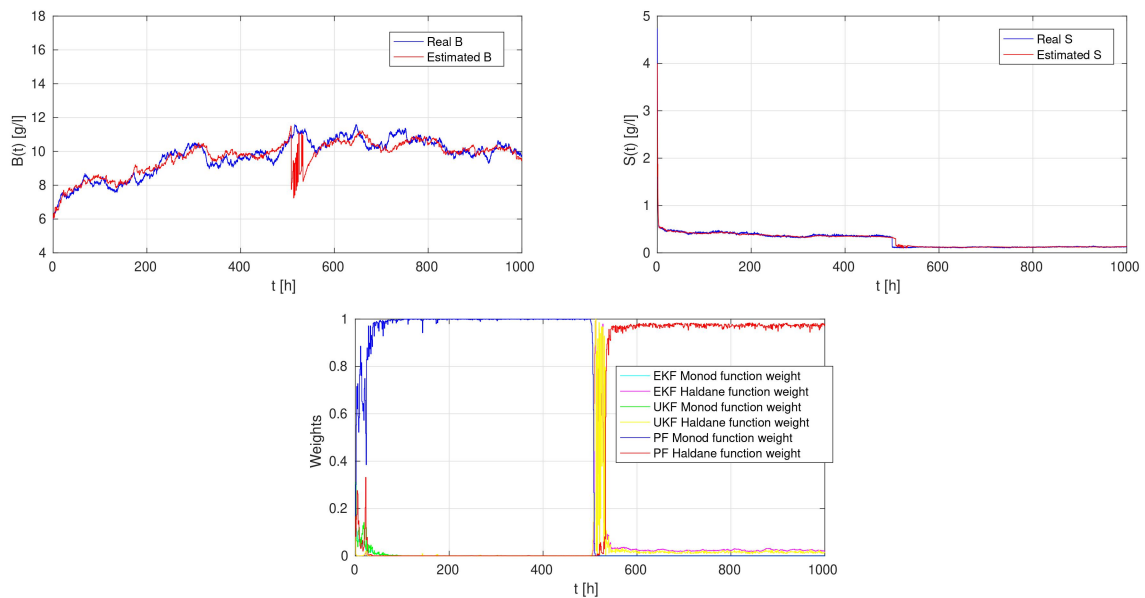 18
16
14
12
10
8
6
4
B(t) [g/l]
0
200
400
600
800
1000
t [h]
Real B
Estimated B
5
4
3
2
1
0
S(t) [g/l]
0
200
400
600
800
1000
t [h]
Real S
Estimated S
1
0.8
0.6
0.4
0.2
0
Weights
0
200
400
600
800
1000
t [h]
EKF Monod function weight
EKF Haldane function weight
UKF Monod function weight
UKF Haldane function weight
PF Monod function weight
PF Haldane function weight